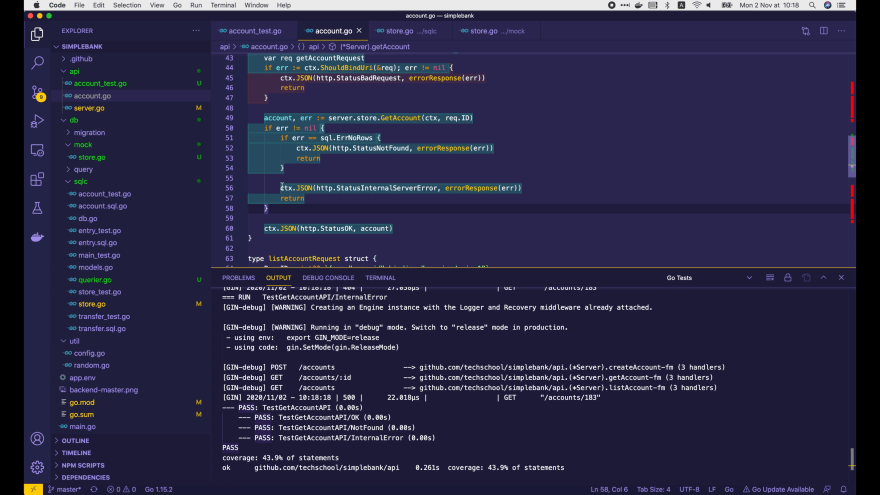 Code File Edit Selection View Go Run Terminal Window Help
Mon 2 Nov at 10:18
account.go — simplebank
EXPLORER
SIMPLEBANK
.github
api
account_test.go U
account.go
server.go M
db
migration
mock
store.go U
query
sqlc
account_test.go
account.sql.go
db.go
entry_test.go
entry.sql.go
main_test.go
models.go
querier.go U
store_test.go
store.go M
transfer_test.go
transfer.sql.go
util
config.go
random.go
app.env
backend-master.png
go.mod M
go.sum M
main.go
OUTLINE
TIMELINE
NPM SCRIPTS
DEPENDENCIES
account_test.go account.go store.go .../sqlc store.go .../mock
api > account.go > {} api > (*Server).getAccount
43 var req getAccountRequest
44 if err := ctx.ShouldBindUri(&req); err != nil {
45 ctx.JSON(http.StatusBadRequest, errorResponse(err))
46 return
47 }
48
49 account, err := server.store.GetAccount(ctx, req.ID)
50 if err != nil {
51 if err == sql.ErrNoRows {
52 ctx.JSON(http.StatusNotFound, errorResponse(err))
53 return
54 }
55
56 ctx.JSON(http.StatusInternalServerError, errorResponse(err))
57 return
58 }
59
60 ctx.JSON(http.StatusOK, account)
61 }
62
63 type listAccountRequest struct {
PROBLEMS OUTPUT DEBUG CONSOLE TERMINAL Go Tests
[GIN] 2020/11/02 - 10:18:18 | 404 | 27.038µs | | GET "/accounts/183"
=== RUN TestGetAccountAPI/InternalError
[GIN-debug] [WARNING] Creating an Engine instance with the Logger and Recovery middleware already attached.
[GIN-debug] [WARNING] Running in "debug" mode. Switch to "release" mode in production.
- using env: export GIN_MODE=release
- using code: gin.SetMode(gin.ReleaseMode)
[GIN-debug] POST /accounts --> github.com/techschool/simplebank/api.(*Server).createAccount-fm (3 handlers)
[GIN-debug] GET /accounts/:id --> github.com/techschool/simplebank/api.(*Server).getAccount-fm (3 handlers)
[GIN-debug] GET /accounts --> github.com/techschool/simplebank/api.(*Server).listAccount-fm (3 handlers)
[GIN] 2020/11/02 - 10:18:18 | 500 | 22.018µs | | GET "/accounts/183"
--- PASS: TestGetAccountAPI (0.00s)
--- PASS: TestGetAccountAPI/OK (0.00s)
--- PASS: TestGetAccountAPI/NotFound (0.00s)
--- PASS: TestGetAccountAPI/InternalError (0.00s)
PASS
coverage: 43.9% of statements
ok github.com/techschool/simplebank/api 0.261s coverage: 43.9% of statements
master* 0 0 Go 1.15.2
Ln 58, Col 6 Tab Size: 4 UTF-8 LF Go Go Update Available